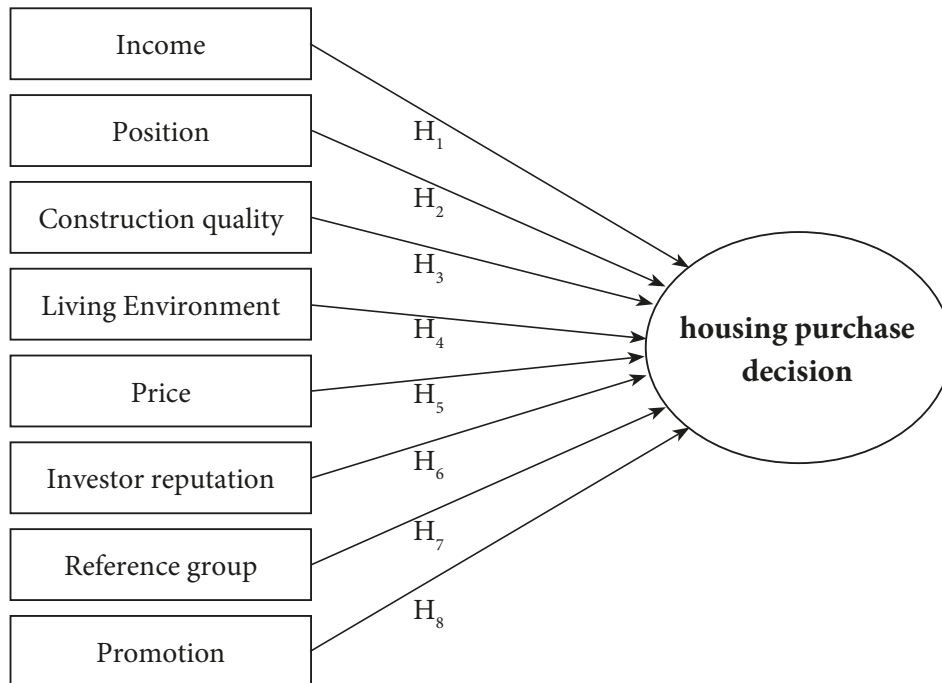 Income
H₁
Position
H₂
Construction quality
H₃
Living Environment
H₄
housing purchase
decision
Price
H₅
Investor reputation
H₆
Reference group
H₇
Promotion
H₈